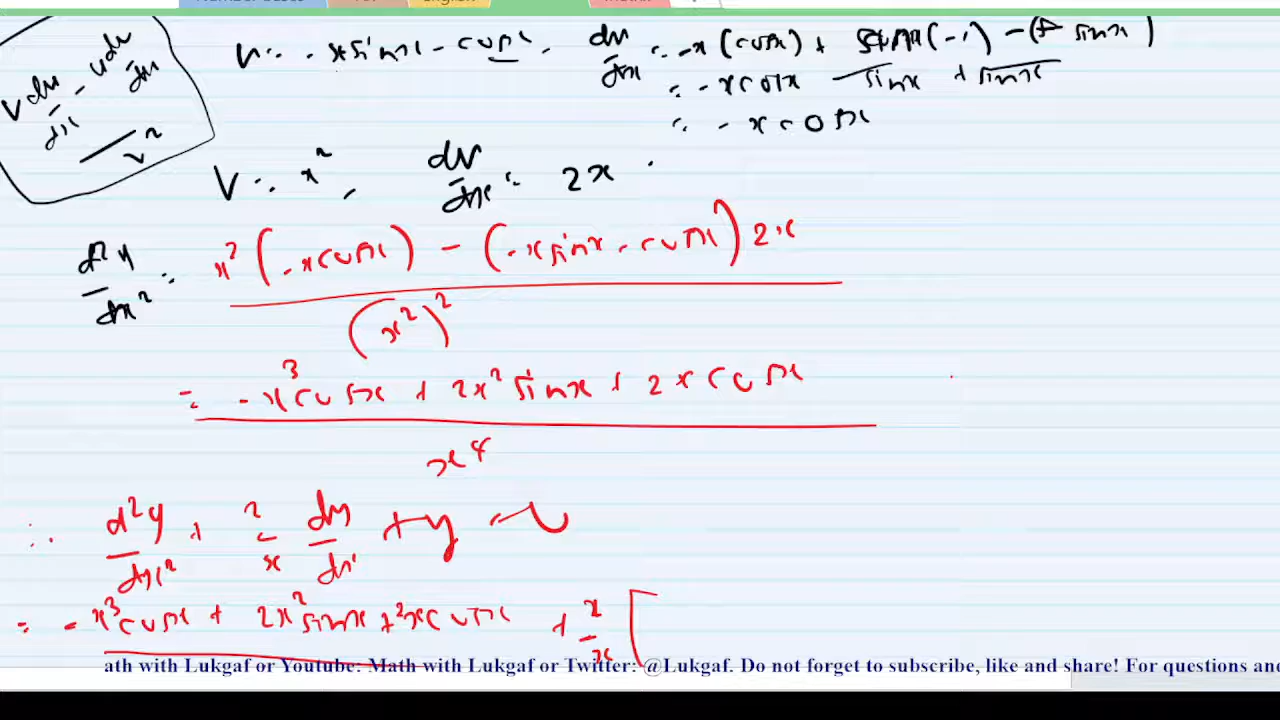 English
u = -x sin x - cos x. du/dx = -x(cos x) + sin x(-1) - (- sin x)
= -x cos x - sin x + sin x
= - x cos x
v du/dx - u dv/dx / v²
V = x², dv/dx = 2x
d²y/dx² = x²(-x cos x) - (-x sin x - cos x) 2x / (x²)²
= -x³ cos x + 2x² sin x + 2x cos x / x⁴
∴ d²y/dx² + 2/x dy/dx + y
= -x³ cos x + 2x² sin x + 2x cos x +
ath with Lukgaf or Youtube: Math with Lukgaf or Twitter: @Lukgaf. Do not forget to subscribe, like and share! For questions and